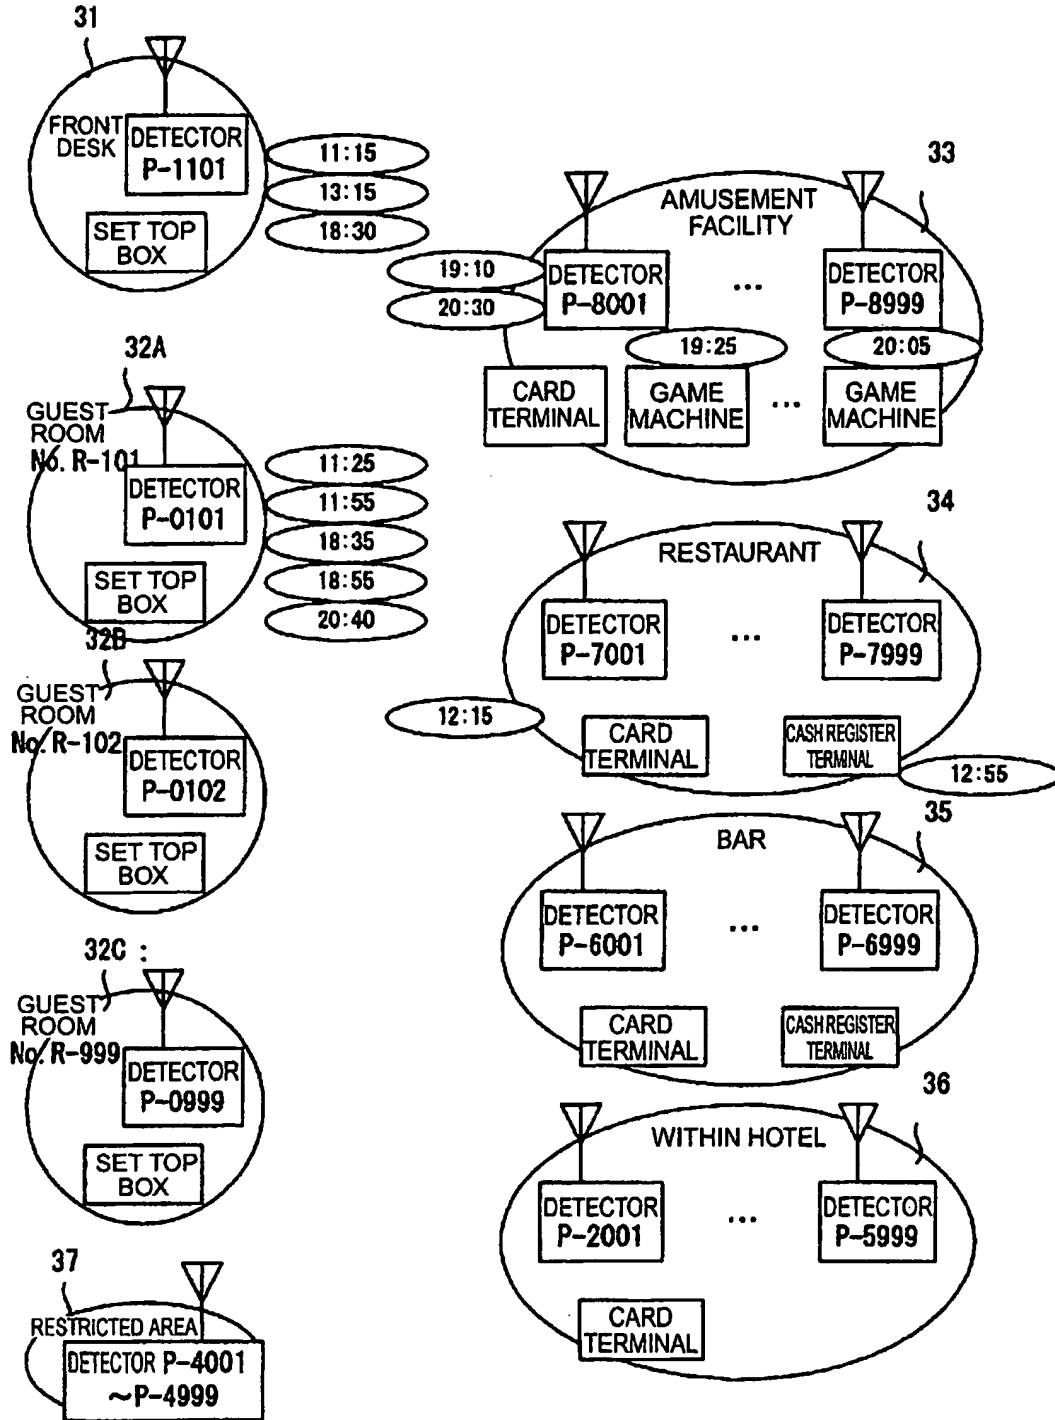 31
FRONT
DESK
DETECTOR
P-1101
SET TOP
BOX
11:15
13:15
18:30
32A
GUEST
ROOM
No. R-101
DETECTOR
P-0101
SET TOP
BOX
11:25
11:55
18:35
18:55
20:40
32B
GUEST
ROOM
No. R-102
DETECTOR
P-0102
SET TOP
BOX
32C :
GUEST
ROOM
No. R-999
DETECTOR
P-0999
SET TOP
BOX
37
RESTRICTED AREA
DETECTOR P-4001
~P-4999
33
AMUSEMENT
FACILITY
19:10
20:30
DETECTOR
P-8001
...
DETECTOR
P-8999
19:25
20:05
CARD
TERMINAL
GAME
MACHINE
...
GAME
MACHINE
34
RESTAURANT
DETECTOR
P-7001
...
DETECTOR
P-7999
12:15
CARD
TERMINAL
CASH REGISTER
TERMINAL
12:55
35
BAR
DETECTOR
P-6001
...
DETECTOR
P-6999
CARD
TERMINAL
CASH REGISTER
TERMINAL
36
WITHIN HOTEL
DETECTOR
P-2001
...
DETECTOR
P-5999
CARD
TERMINAL